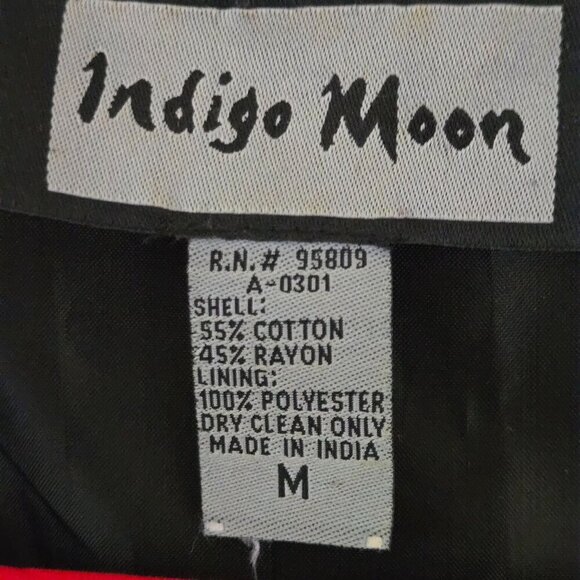 Indigo Moon
R.N.# 95809
A-0301
SHELL:
55% COTTON
45% RAYON
LINING:
100% POLYESTER
DRY CLEAN ONLY
MADE IN INDIA
M